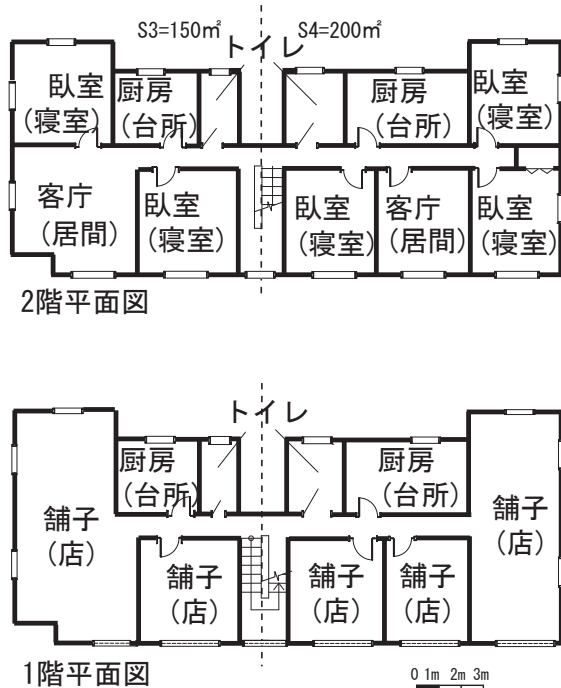 S3=150㎡
トイレ
S4=200㎡
臥室
(寝室)
厨房
(台所)
厨房
(台所)
臥室
(寝室)
客庁
(居間)
臥室
(寝室)
臥室
(寝室)
客庁
(居間)
臥室
(寝室)
2階平面図
トイレ
厨房
(台所)
厨房
(台所)
舗子
(店)
舗子
(店)
舗子
(店)
舗子
(店)
舗子
(店)
1階平面図
0 1m 2m 3m